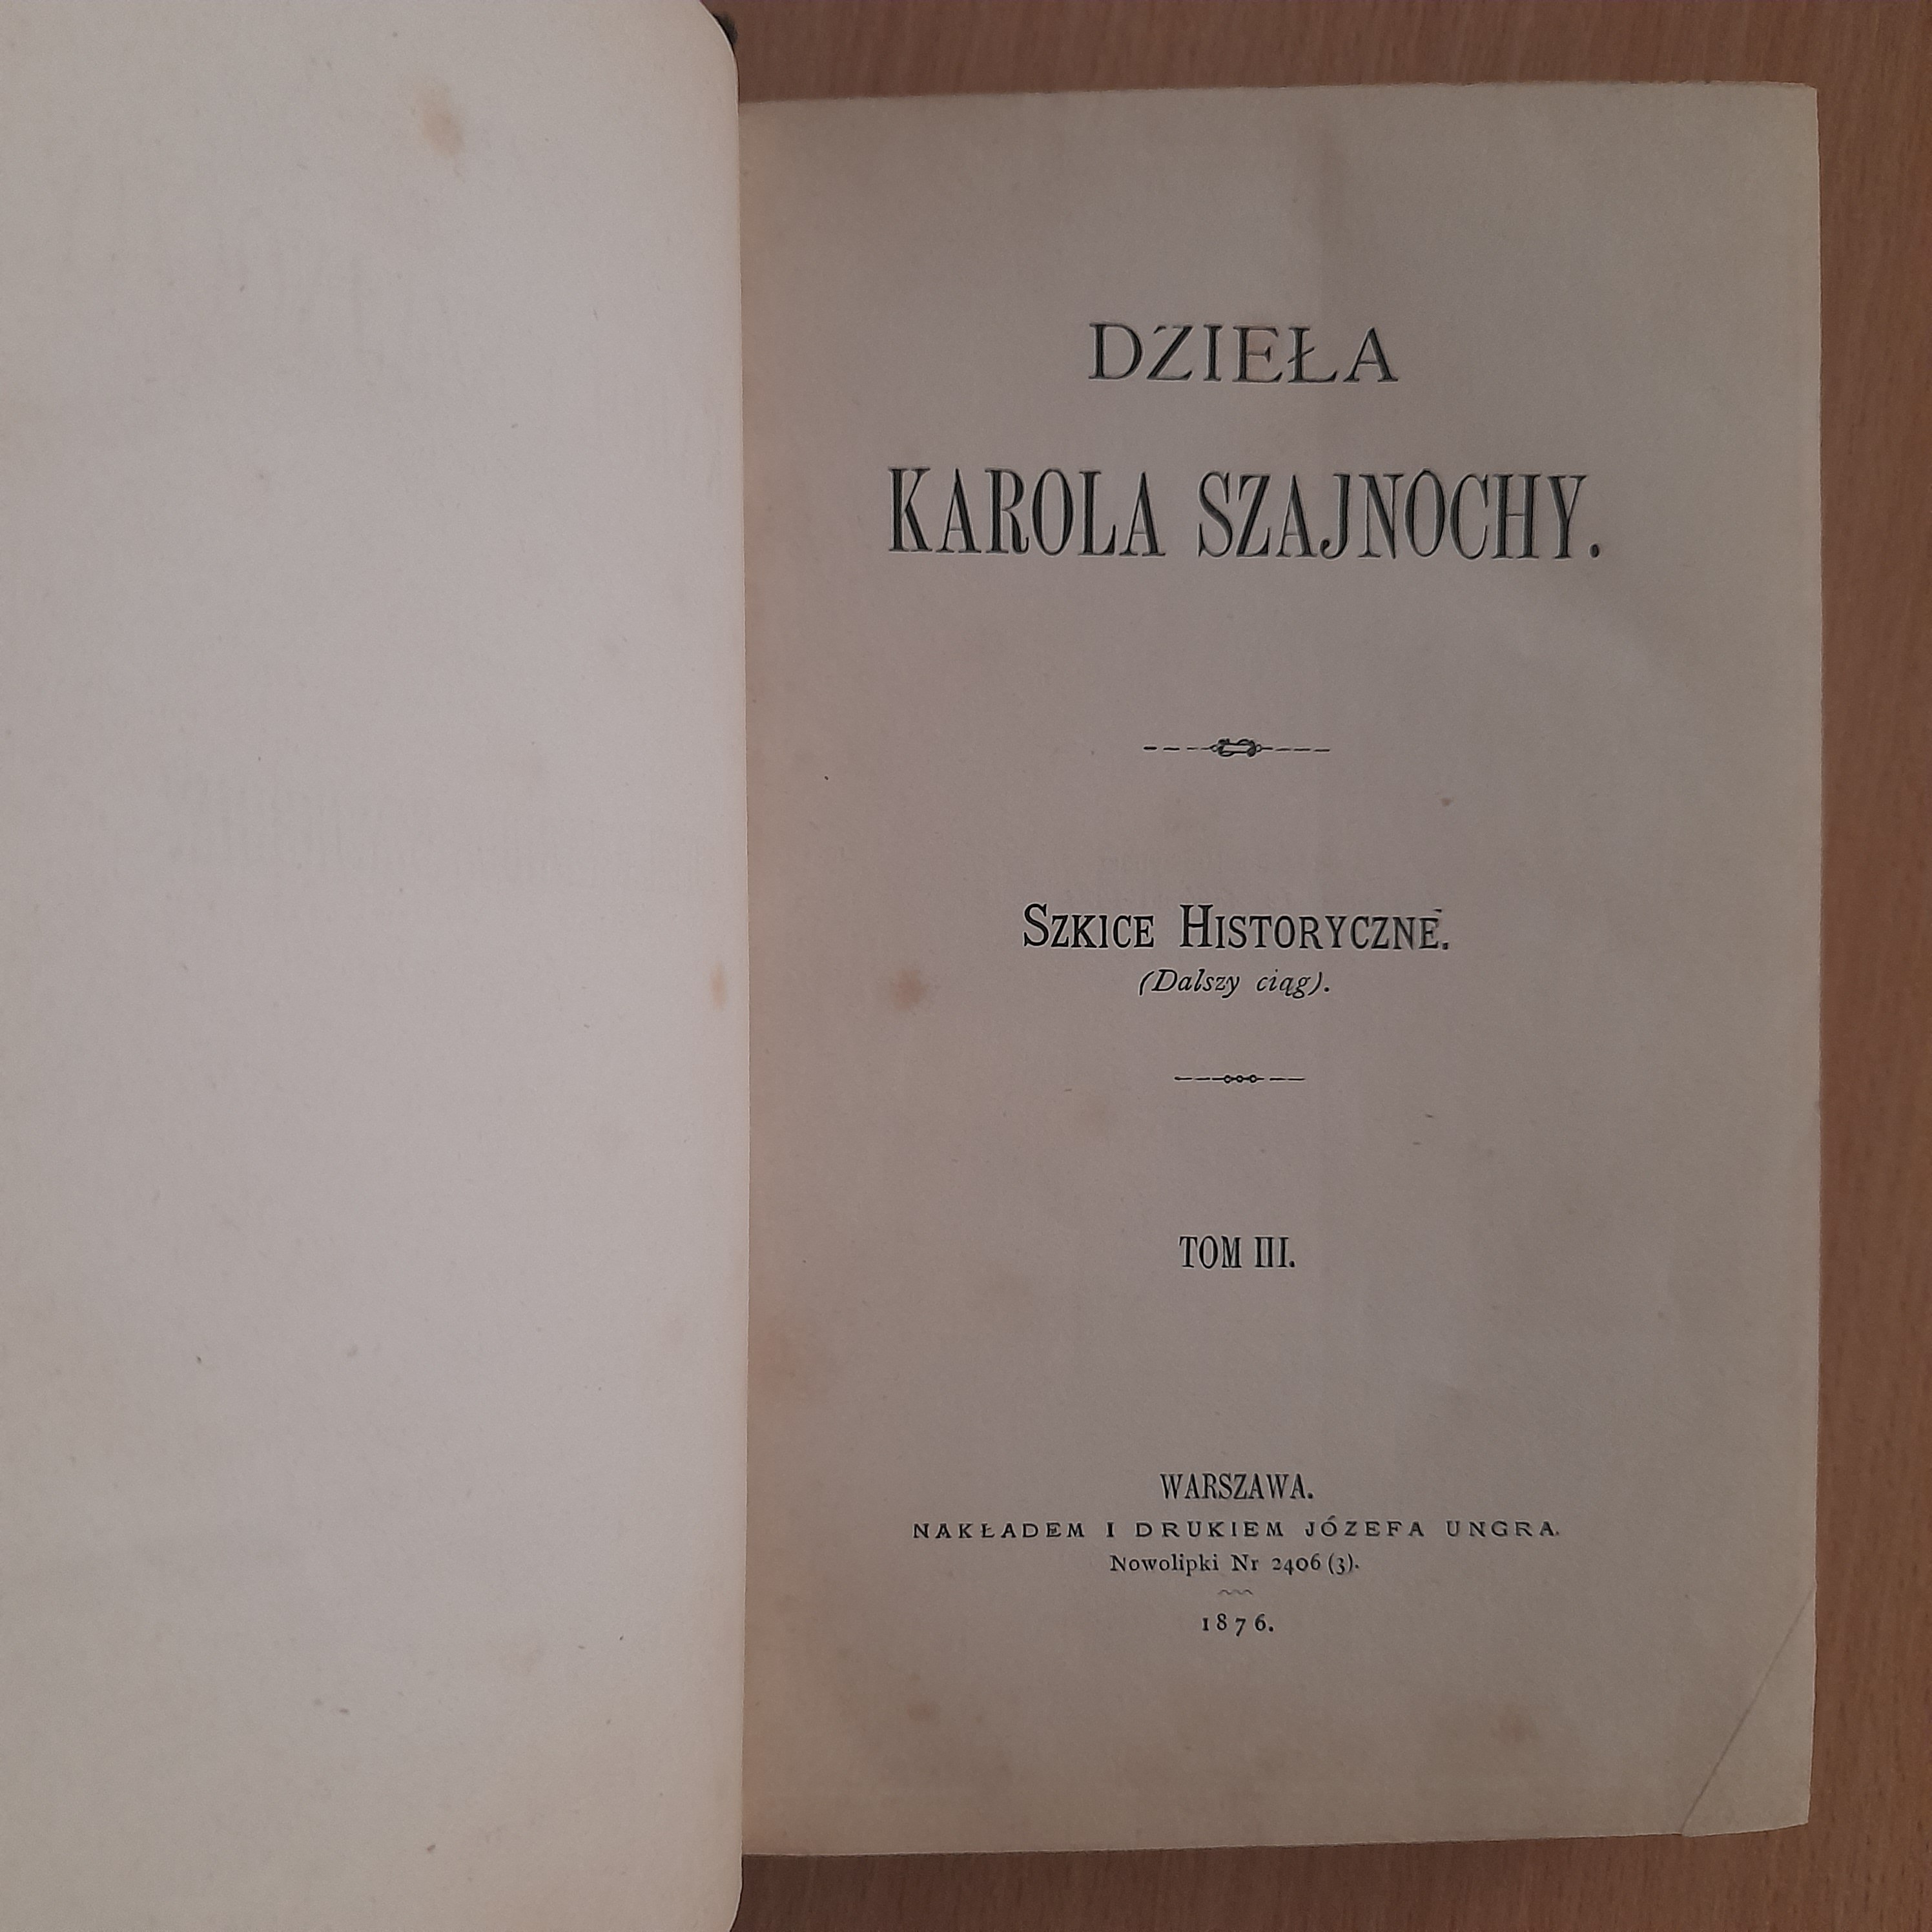 DZIEŁA
KAROLA SZAJNOCHY.
SZKICE HISTORYCZNE.
(Dalszy ciąg).
TOM III.
WARSZAWA.
NAKŁADEM I DRUKIEM JÓZEFA UNGRA.
Nowolipki Nr 2406 (3).
1876.